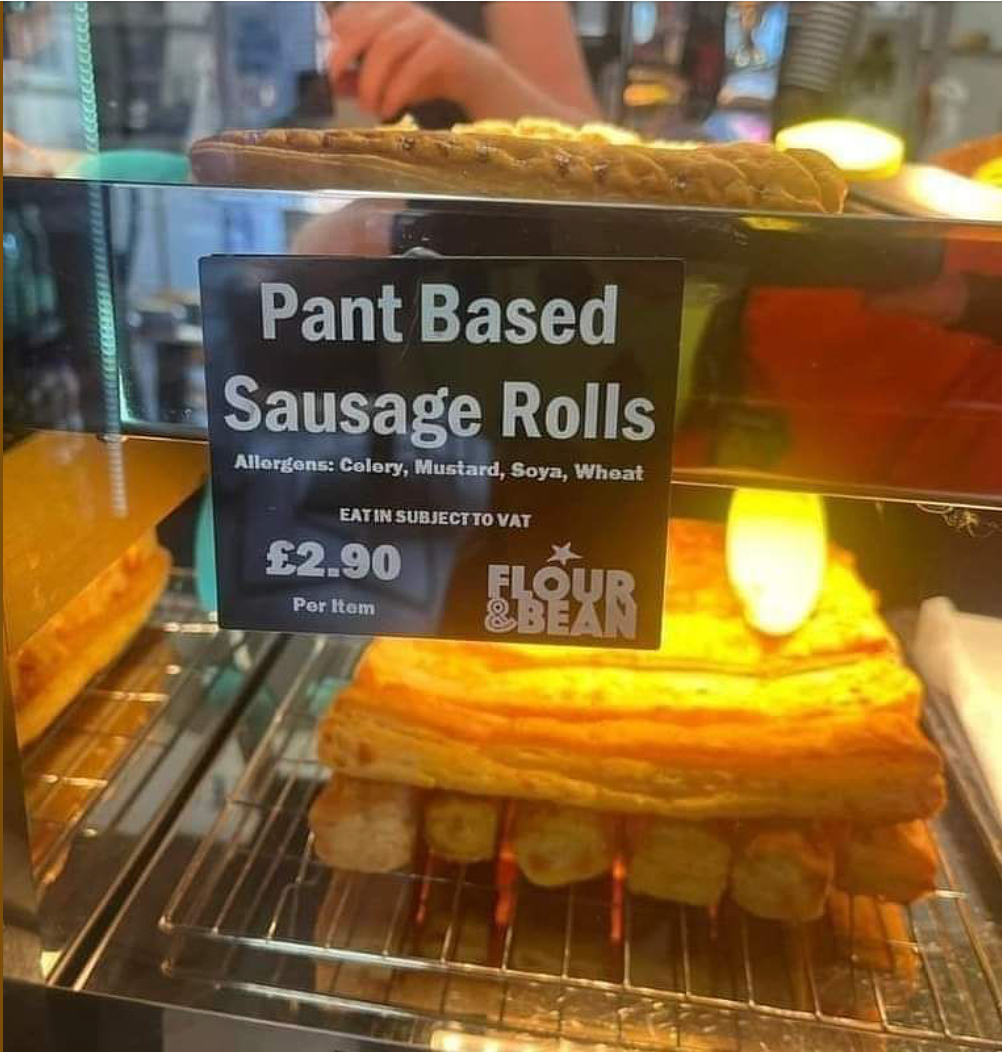 Pant Based
Sausage Rolls
Allergens: Celery, Mustard, Soya, Wheat
EAT IN SUBJECT TO VAT
£2.90
Per Item
FLOUR
&BEAN